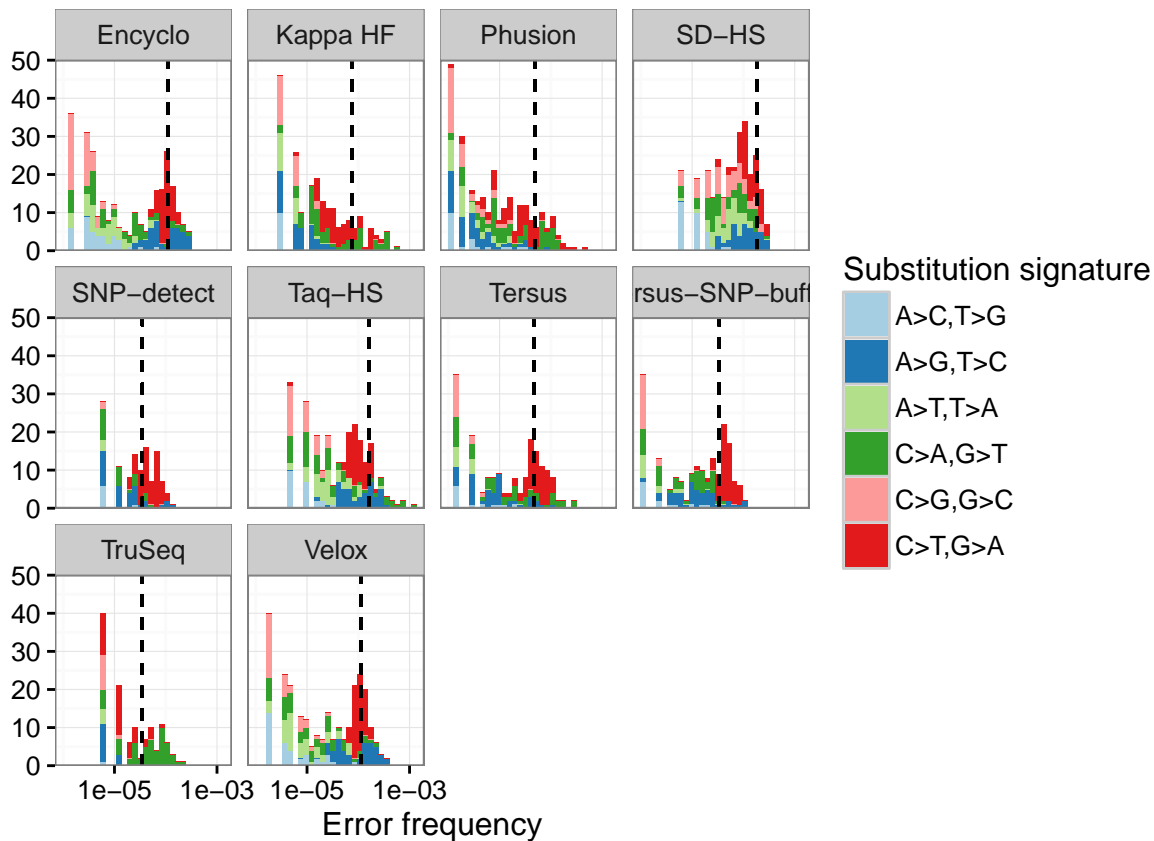 Encyclo Kappa HF Phusion SD−HS
50
40
30
20
10
0
SNP−detect Taq−HS Tersus rsus−SNP−buff
50
40
30
20
10
0
TruSeq Velox
50
40
30
20
10
0
1e−05 1e−03 1e−05 1e−03
Error frequency
Substitution signature
A>C,T>G
A>G,T>C
A>T,T>A
C>A,G>T
C>G,G>C
C>T,G>A